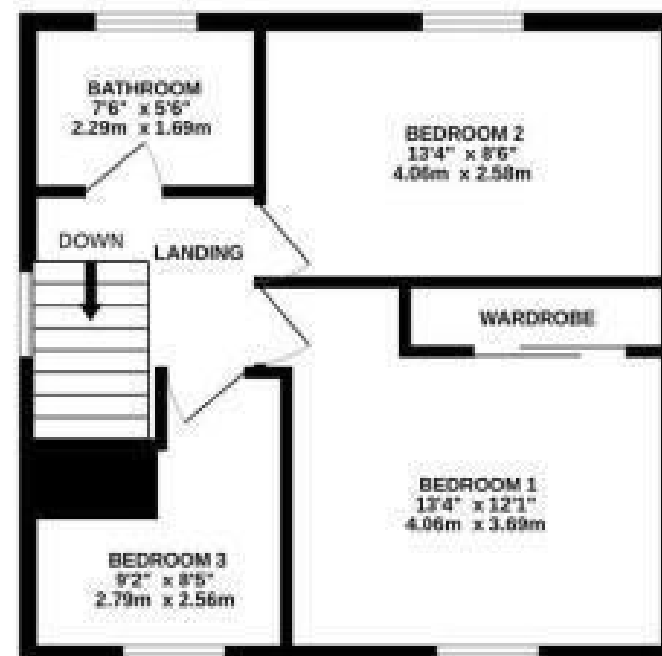 BATHROOM
7'6" x 5'6"
2.29m x 1.69m
BEDROOM 2
13'4" x 8'6"
4.06m x 2.58m
DOWN
LANDING
WARDROBE
BEDROOM 1
13'4" x 12'1"
4.06m x 3.69m
BEDROOM 3
9'2" x 8'5"
2.79m x 2.56m